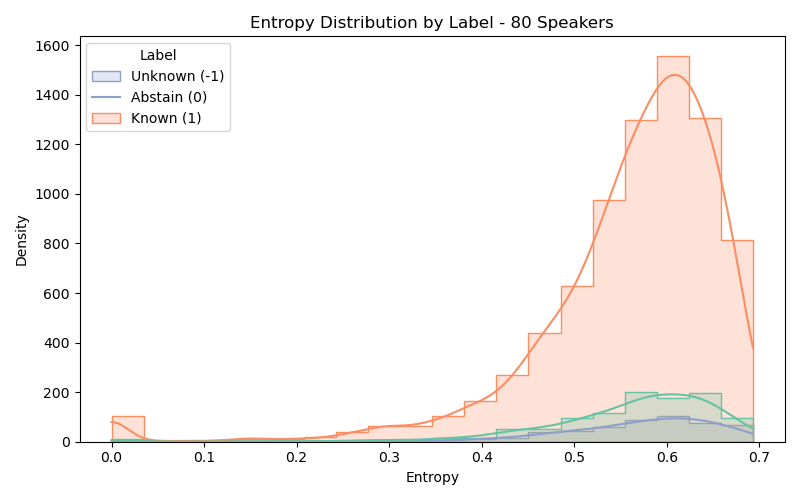 Entropy Distribution by Label - 80 Speakers
Density
1600
1400
1200
1000
800
600
400
200
0
Label
Unknown (-1)
Abstain (0)
Known (1)
0.0 0.1 0.2 0.3 0.4 0.5 0.6 0.7
Entropy